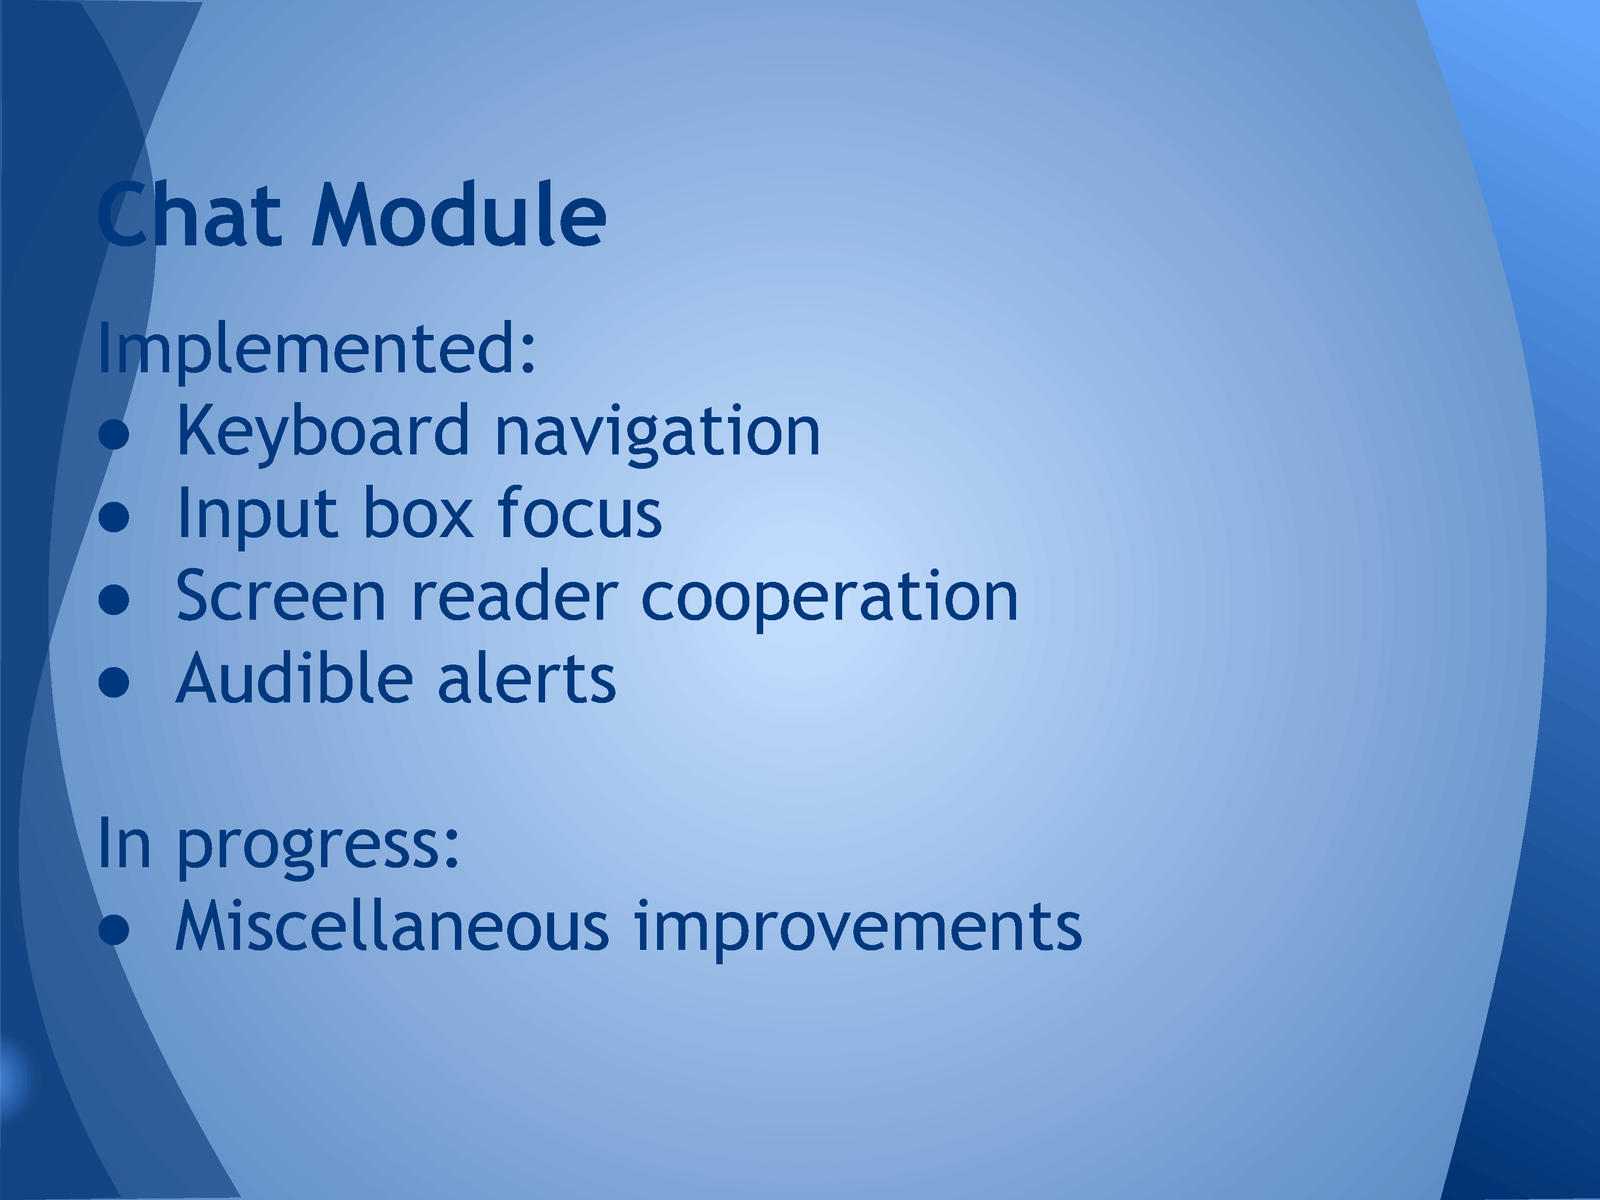 Chat Module
Implemented:
● Keyboard navigation
● Input box focus
● Screen reader cooperation
● Audible alerts
In progress:
● Miscellaneous improvements